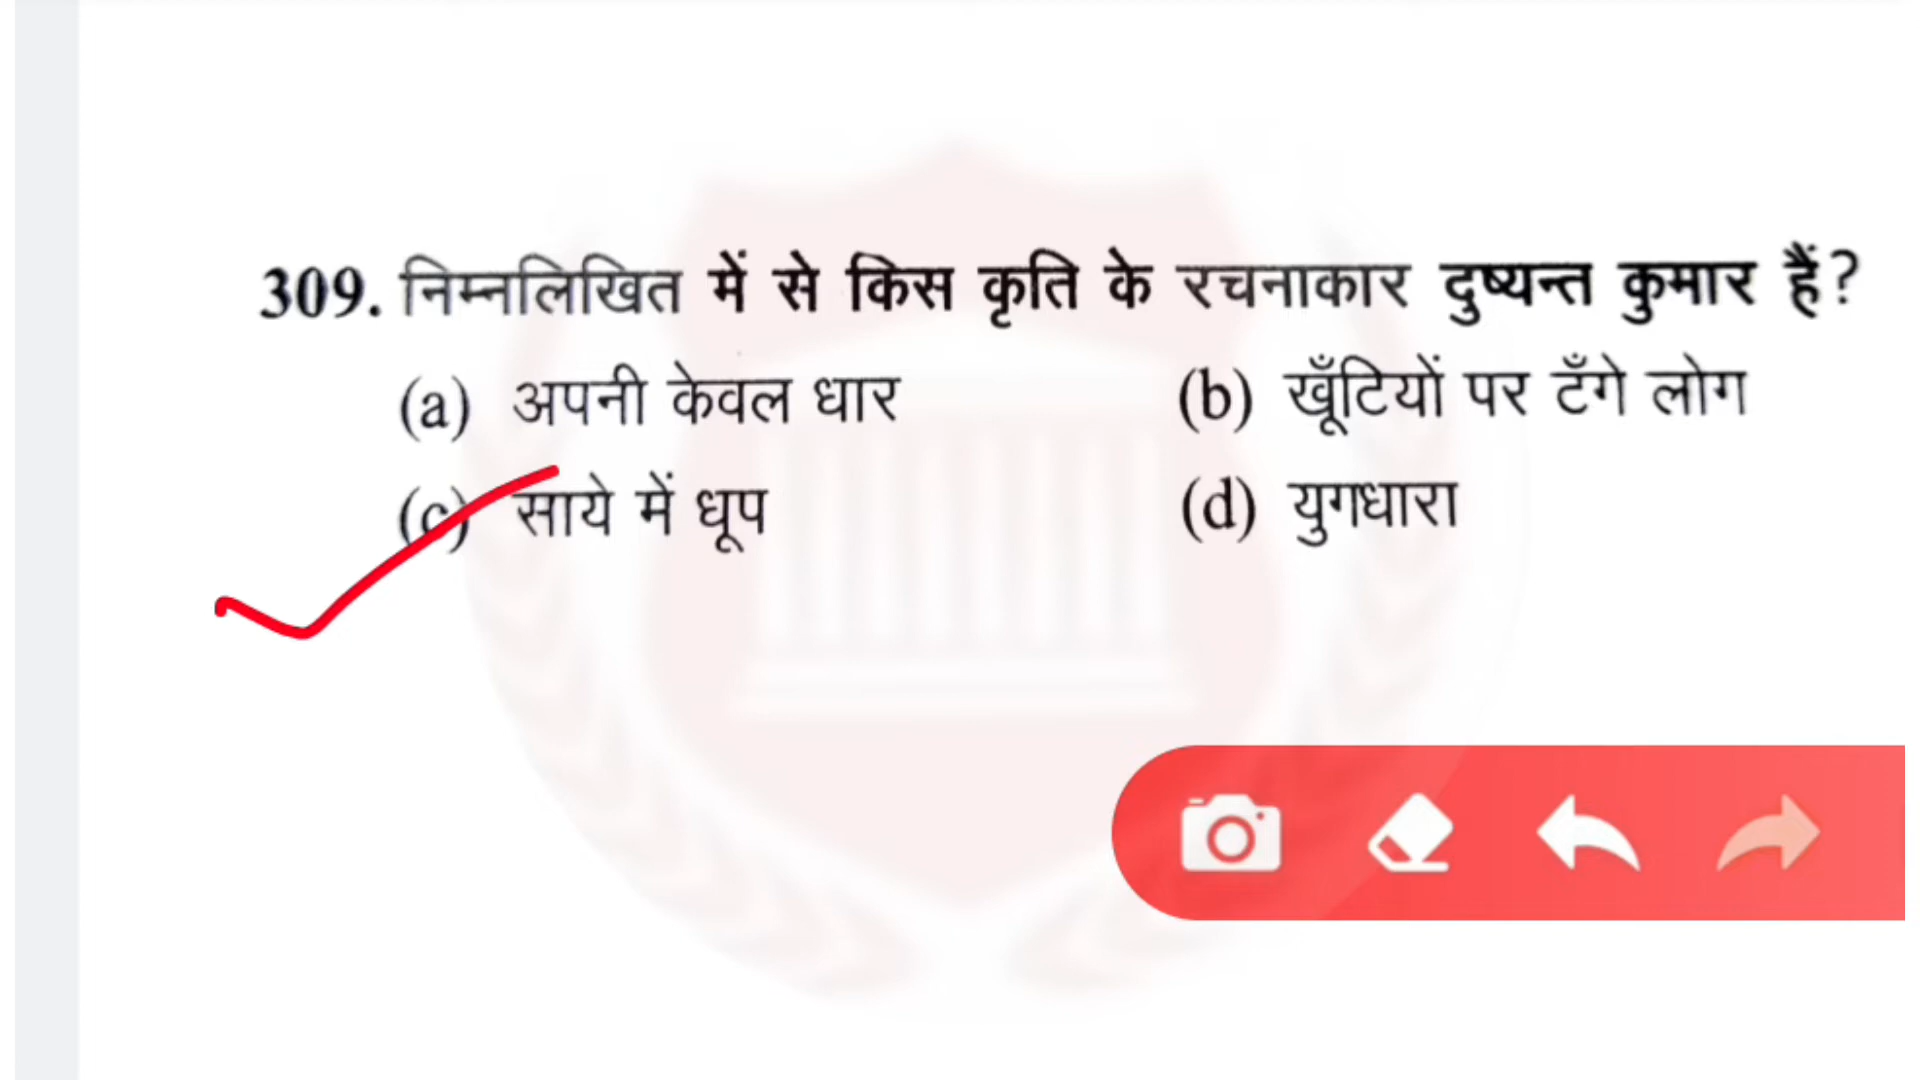 309. निम्नलिखित में से किस कृति के रचनाकार दुष्यन्त कुमार हैं?
(a) अपनी केवल धार (b) खूँटियों पर टँगे लोग
(c) साये में धूप (d) युगधारा